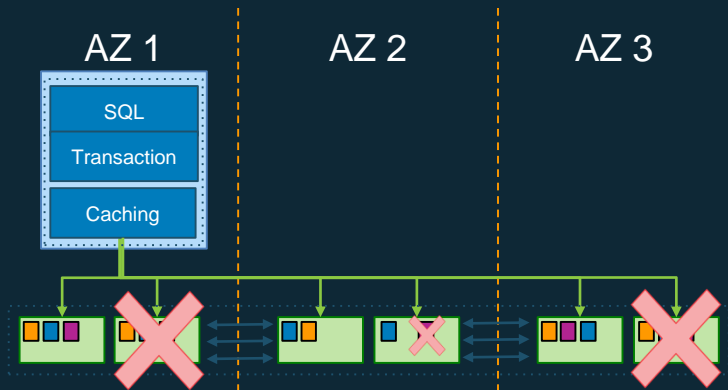 AZ 1
AZ 2
AZ 3
SQL
Transaction
Caching